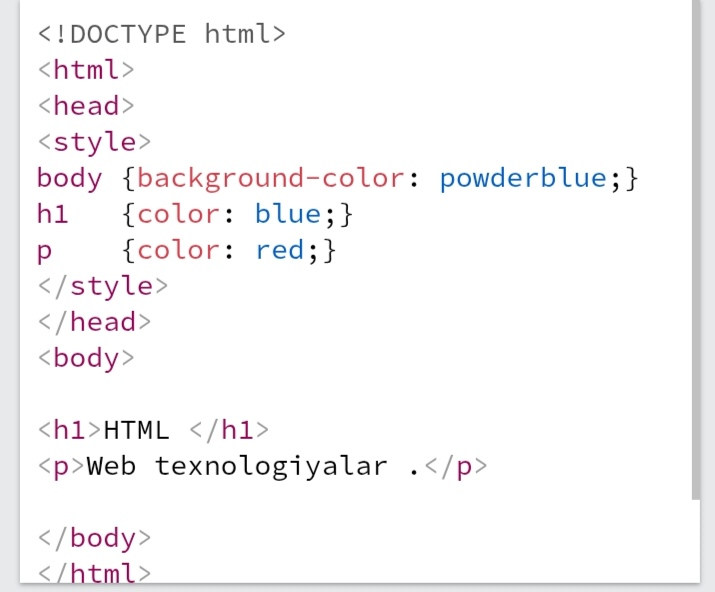 <!DOCTYPE html>
<html>
<head>
<style>
body {background-color: powderblue;}
h1   {color: blue;}
p    {color: red;}
</style>
</head>
<body>
<h1>HTML </h1>
<p>Web texnologiyalar .</p>
</body>
</html>